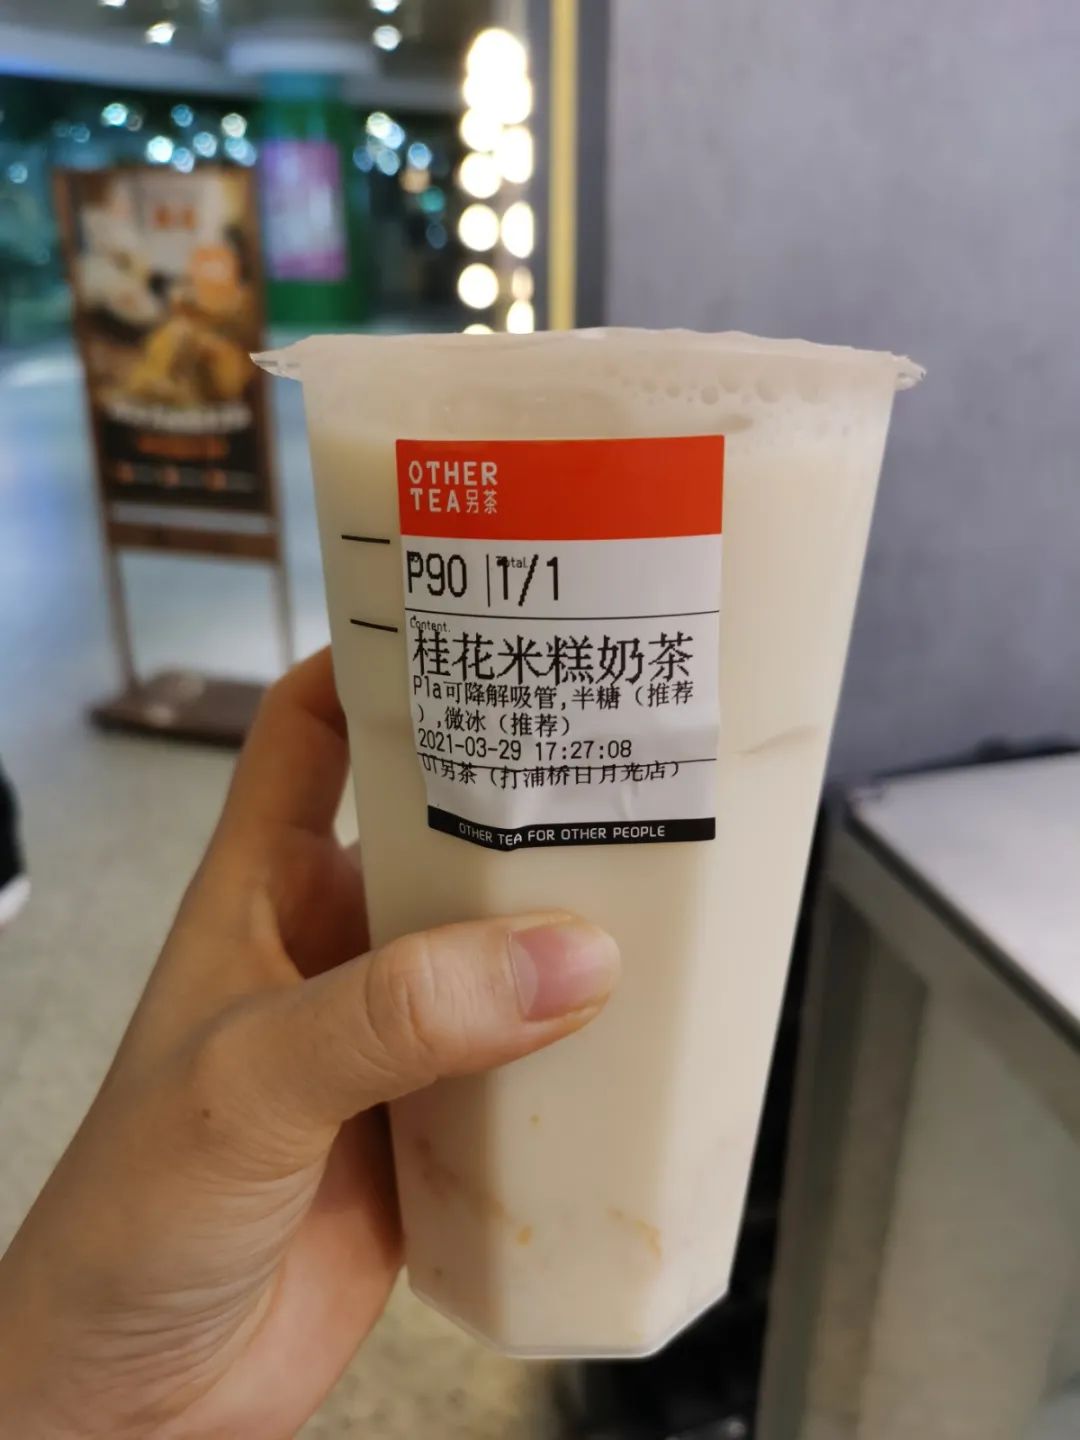 OTHER
TEA另茶
P90 Total. 1/1
Content.
桂花米糕奶茶
Pla可降解吸管,半糖（推荐
）,微冰（推荐）
2021-03-29 17:27:08
01另茶（打浦桥日月光店）
OTHER TEA FOR OTHER PEOPLE